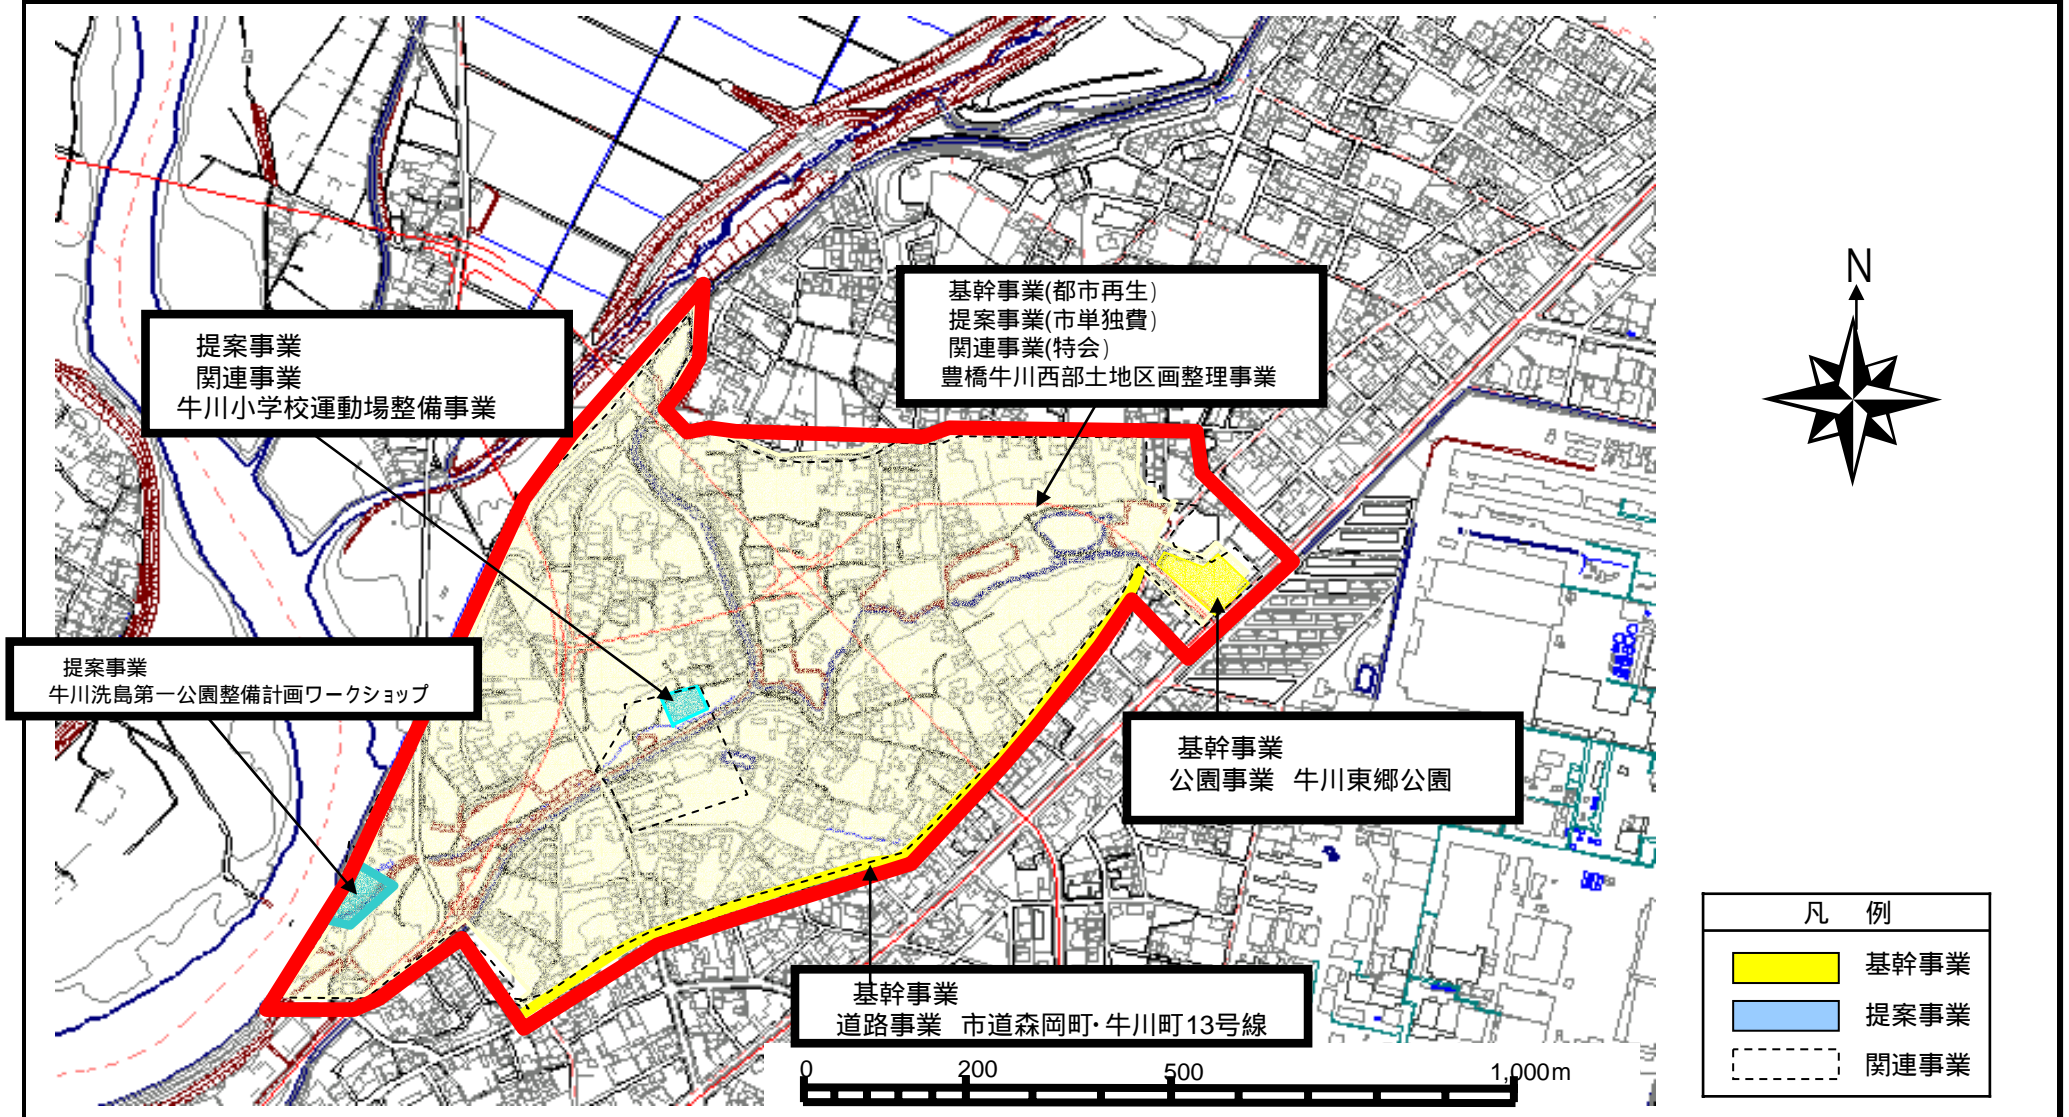 基幹事業(都市再生)
提案事業(市単独費)
関連事業(特会)
豊橋牛川西部土地区画整理事業
提案事業
関連事業
牛川小学校運動場整備事業
提案事業
牛川洗島第一公園整備計画ワークショップ
基幹事業
公園事業 牛川東郷公園
基幹事業
道路事業 市道森岡町・牛川町13号線
N
凡 例
基幹事業
提案事業
関連事業
0 200 500 1,000m